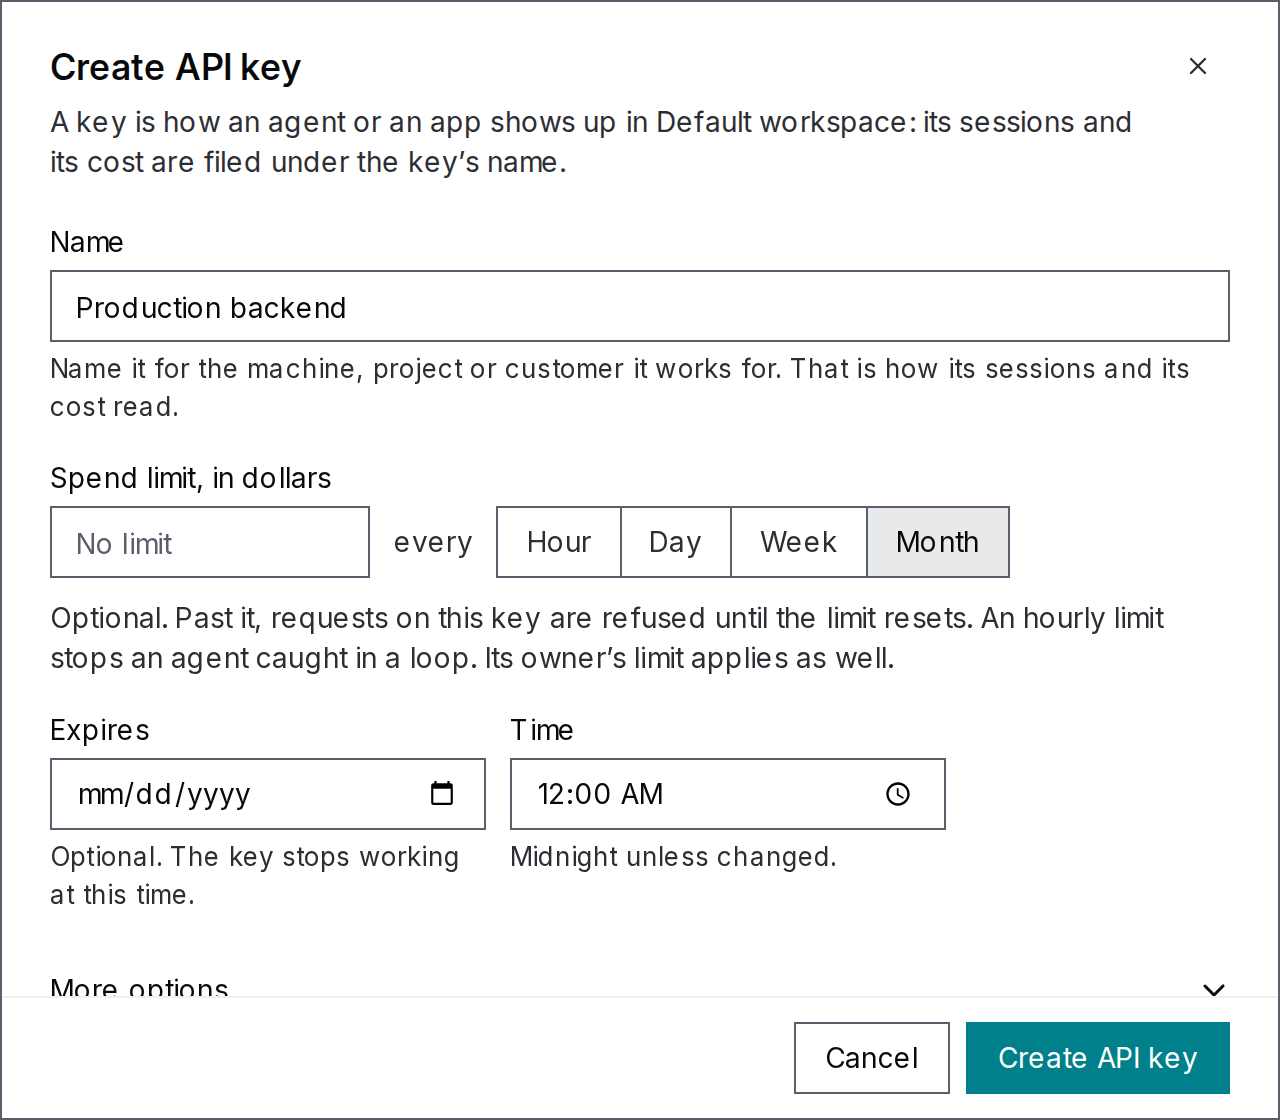 Create API key
A key is how an agent or an app shows up in Default workspace: its sessions and
its cost are filed under the key’s name.
Name
Production backend
Name it for the machine, project or customer it works for. That is how its sessions and its
cost read.
Spend limit, in dollars
No limit
every
Hour
Day
Week
Month
Optional. Past it, requests on this key are refused until the limit resets. An hourly limit
stops an agent caught in a loop. Its owner’s limit applies as well.
Expires
Time
mm/dd/yyyy
12:00 AM
Optional. The key stops working
at this time.
Midnight unless changed.
More options
Cancel
Create API key